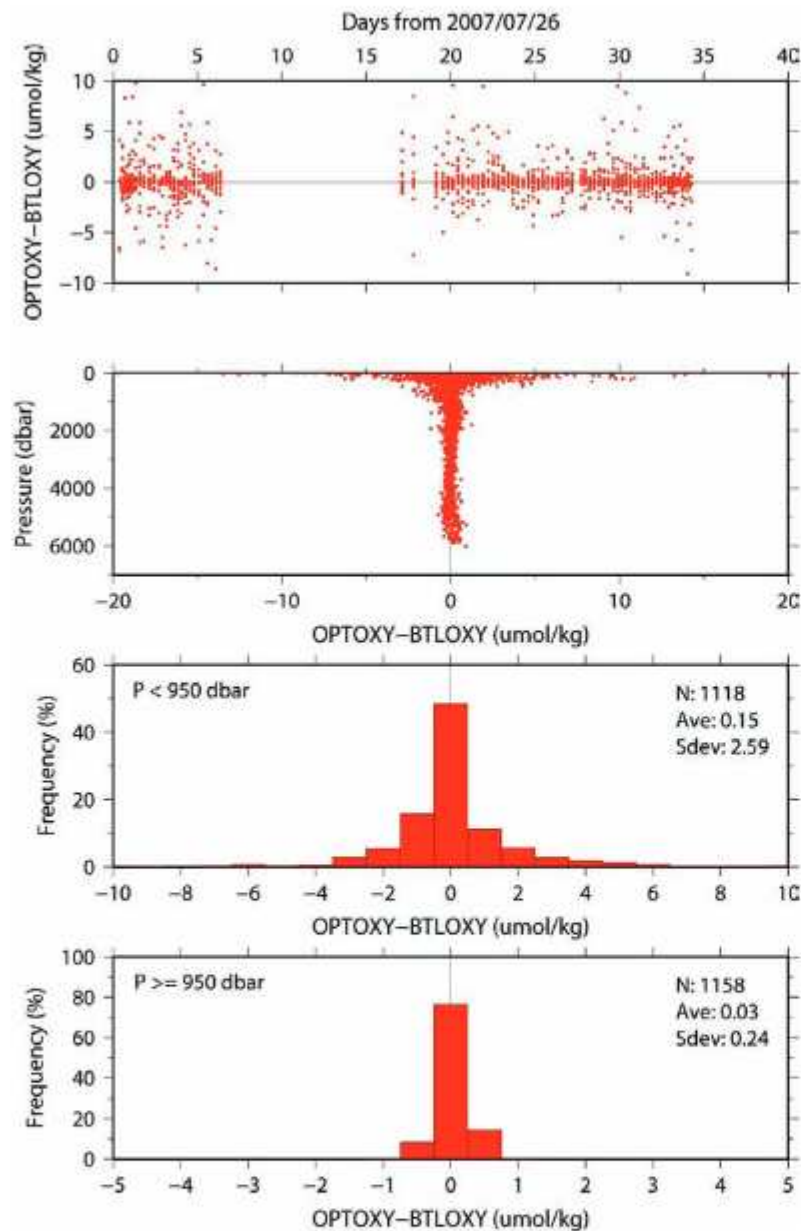 Days from 2007/07/26
0 5 10 15 20 25 30 35 40
OPTOXY−BTLOXY (umol/kg)
10
5
0
−5
−10
Pressure (dbar)
0
2000
4000
6000
−20 −10 0 10 20
OPTOXY−BTLOXY (umol/kg)
Frequency (%)
60
40
20
0
P < 950 dbar
N: 1118
Ave: 0.15
Sdev: 2.59
−10 −8 −6 −4 −2 0 2 4 6 8 10
OPTOXY−BTLOXY (umol/kg)
Frequency (%)
100
80
60
40
20
0
P >= 950 dbar
N: 1158
Ave: 0.03
Sdev: 0.24
−5 −4 −3 −2 −1 0 1 2 3 4 5
OPTOXY−BTLOXY (umol/kg)